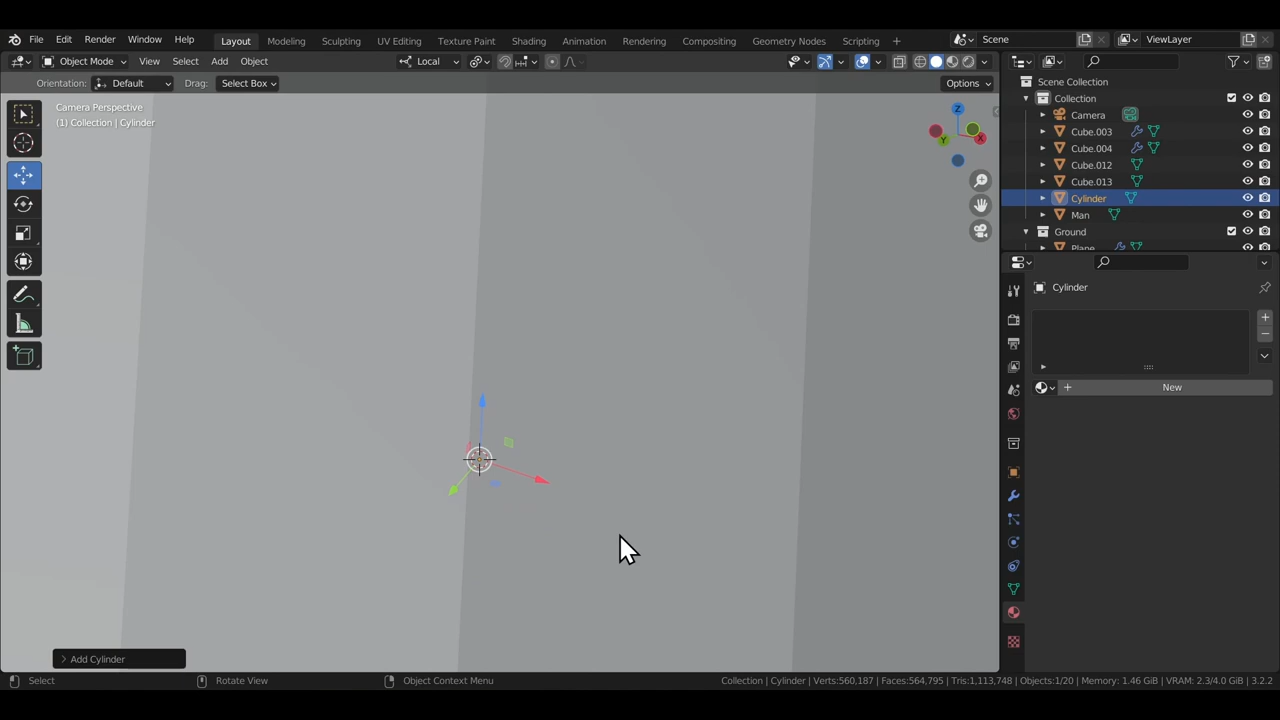 File Edit Render Window Help Layout Modeling Sculpting UV Editing Texture Paint Shading Animation Rendering Compositing Geometry Nodes Scripting + Scene ViewLayer
Object Mode View Select Add Object Local
Orientation: Default Drag: Select Box Options
Camera Perspective
(1) Collection | Cylinder
Z
X
Y
Scene Collection
Collection
Camera
Cube.003
Cube.004
Cube.012
Cube.013
Cylinder
Man
Ground
Plane
Cylinder
New
Add Cylinder
Select Rotate View Object Context Menu Collection | Cylinder | Verts:560,187 | Faces:564,795 | Tris:1,113,748 | Objects:1/20 | Memory: 1.46 GiB | VRAM: 2.3/4.0 GiB | 3.2.2